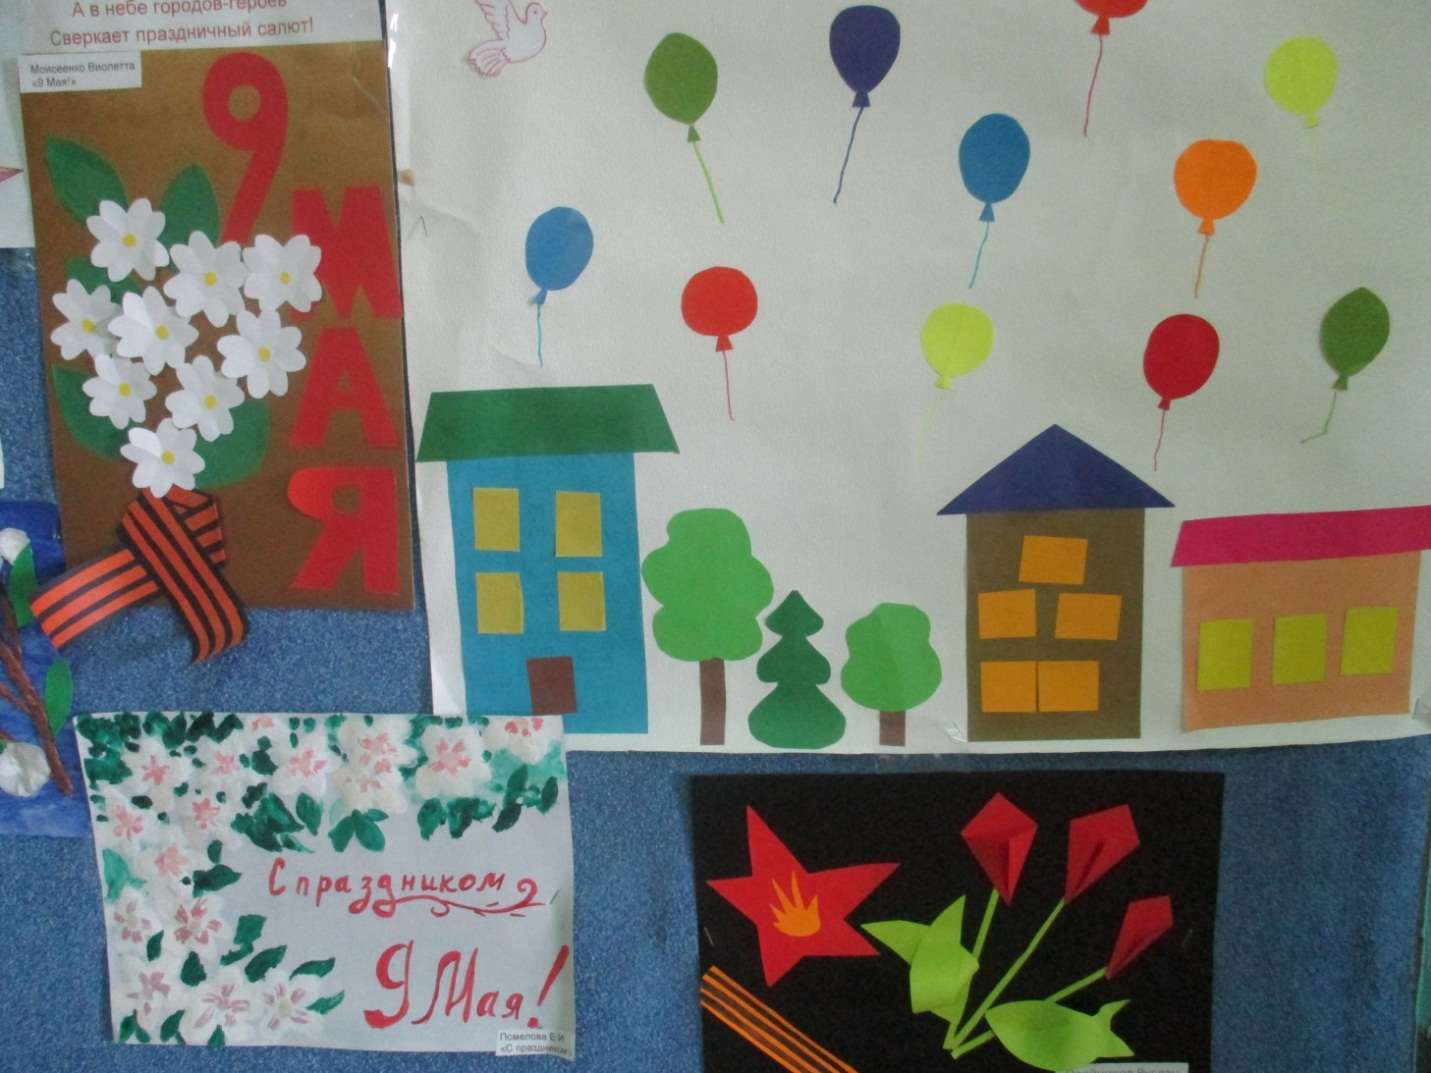 А в небе городов-героев
Сверкает праздничный салют!
Моисеенко Виолетта
«9 Мая!»
9
МАЯ
С праздником
9 Мая!
Помелова Е.И
«С праздником»